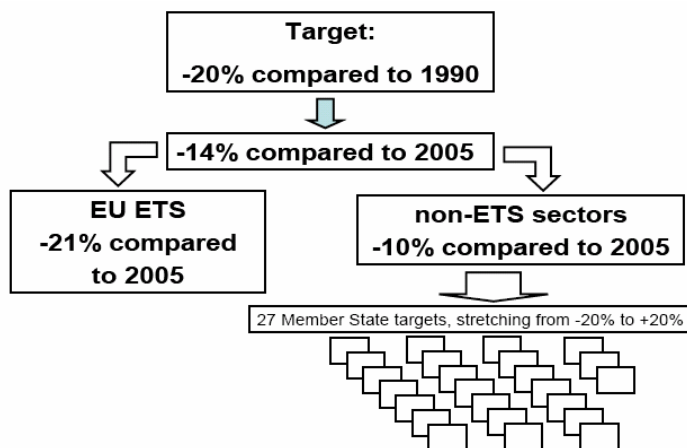 Target:
-20% compared to 1990
-14% compared to 2005
EU ETS
-21% compared
to 2005
non-ETS sectors
-10% compared to 2005
27 Member State targets, stretching from -20% to +20%